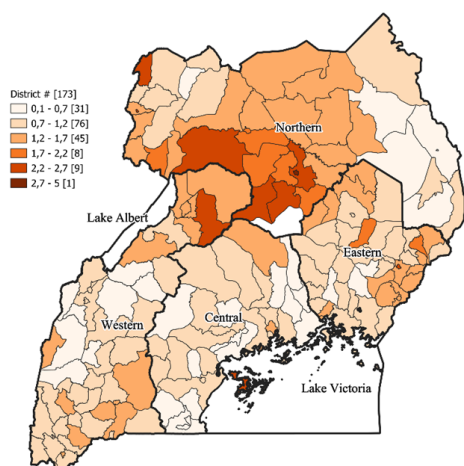 District # [173]
0,1 - 0,7 [31]
0,7 - 1,2 [76]
1,2 - 1,7 [45]
1,7 - 2,2 [8]
2,2 - 2,7 [9]
2,7 - 5 [1]
Northern
Lake Albert
Eastern
Western
Central
Lake Victoria